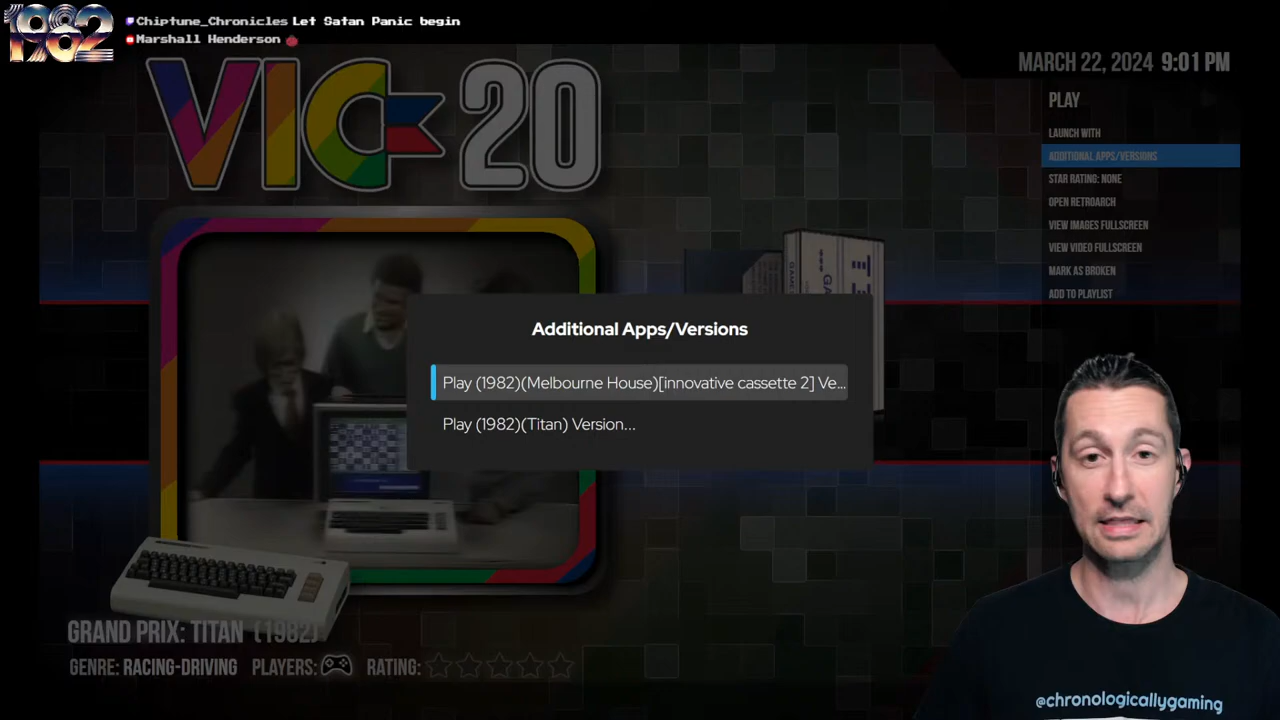 1982
Chiptune_Chronicles Let Satan Panic begin
Marshall Henderson
VIC 20
MARCH 22, 2024 9:01 PM
PLAY
LAUNCH WITH
ADDITIONAL APPS/VERSIONS
STAR RATING: NONE
OPEN RETROARCH
VIEW IMAGES FULLSCREEN
VIEW VIDEO FULLSCREEN
MARK AS BROKEN
ADD TO PLAYLIST
Additional Apps/Versions
Play (1982)(Melbourne House)[innovative cassette 2] Ve...
Play (1982)(Titan) Version...
GRAND PRIX: TITAN (1982)
GENRE: RACING-DRIVING PLAYERS: RATING:
@chronologicallygaming